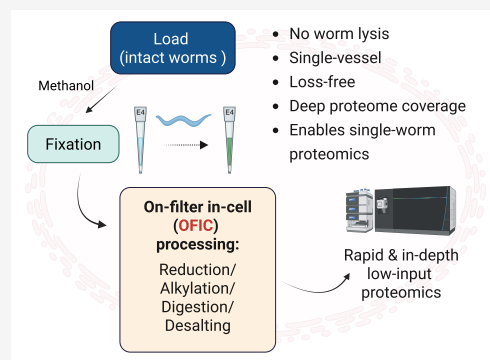 Load
(intact worms )
Methanol
Fixation
E4
E4
• No worm lysis
• Single-vessel
• Loss-free
• Deep proteome coverage
• Enables single-worm
proteomics
On-filter in-cell
(OFIC)
processing:
Reduction/
Alkylation/
Digestion/
Desalting
Rapid & in-depth
low-input
proteomics